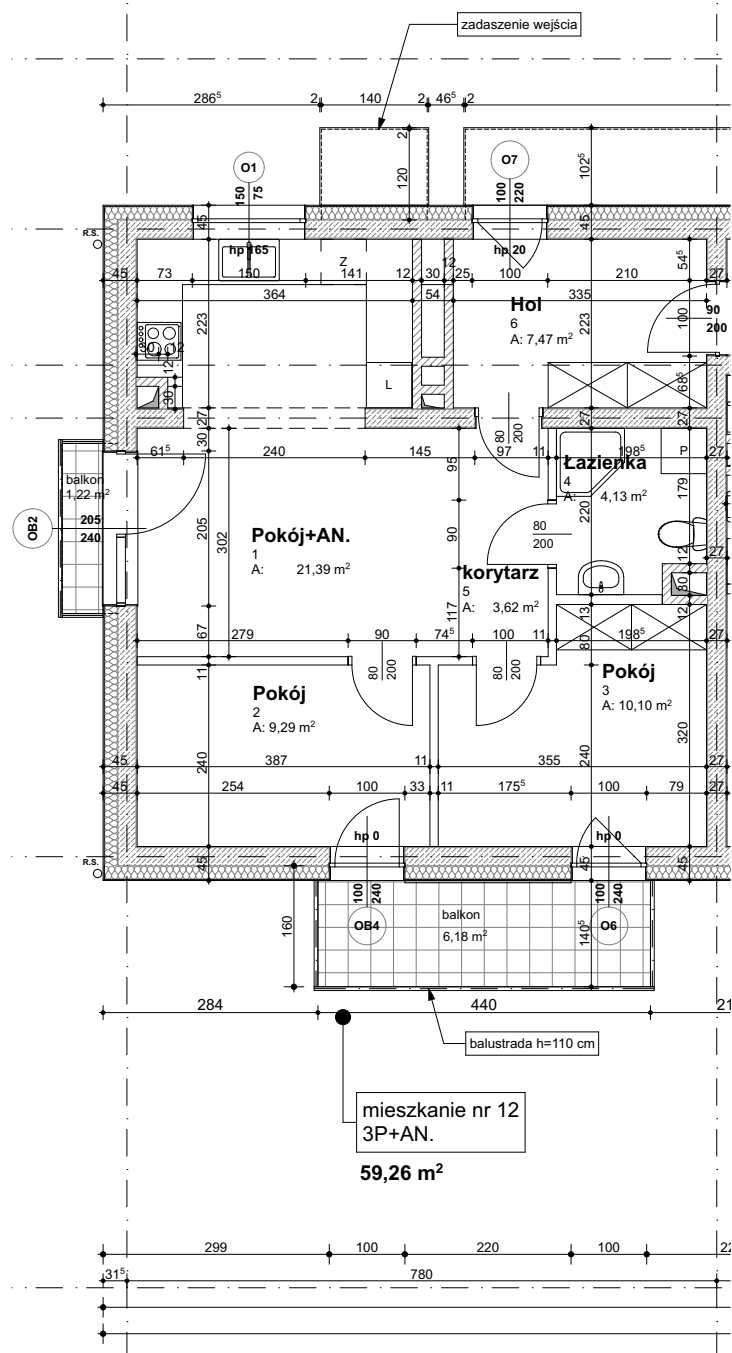 zadaszenie wejścia
286⁵ 2 140 2 46⁵ 2
O1
O7
150
75
100
220
2
120
102⁵
R.S.
45
45
hp 165
Z
hp 20
12
45 73 150 141 12 30 25 100 210 27
54⁵
364 54 335
Hol
6
A: 7,47 m²
90
200
223
223
100
12
12
30
L
68⁵
27
27
27
30
80
200
balkon
1,22 m²
61⁵ 240 145 97 11 198⁵ 27
95
Łazienka
4
A: 4,13 m²
P
179
220
OB2
205
240
205
302
Pokój+AN.
1
A: 21,39 m²
90
80
200
12
27
korytarz
5
A: 3,62 m²
30
117
13
12
67
279 90 74⁵ 100 11 198⁵ 27
80
11
80
200
80
200
Pokój
2
A: 9,29 m²
Pokój
3
A: 10,10 m²
320
240
240
45 387 11 355 27
45 254 100 33 11 175⁵ 100 79 27
hp 0
hp 0
R.S.
45
45
45
100
240
100
240
160
OB4
balkon
6,18 m²
O6
140⁵
284 440 21
balustrada h=110 cm
mieszkanie nr 12
3P+AN.
59,26 m²
299 100 220 100 22
31⁵ 780